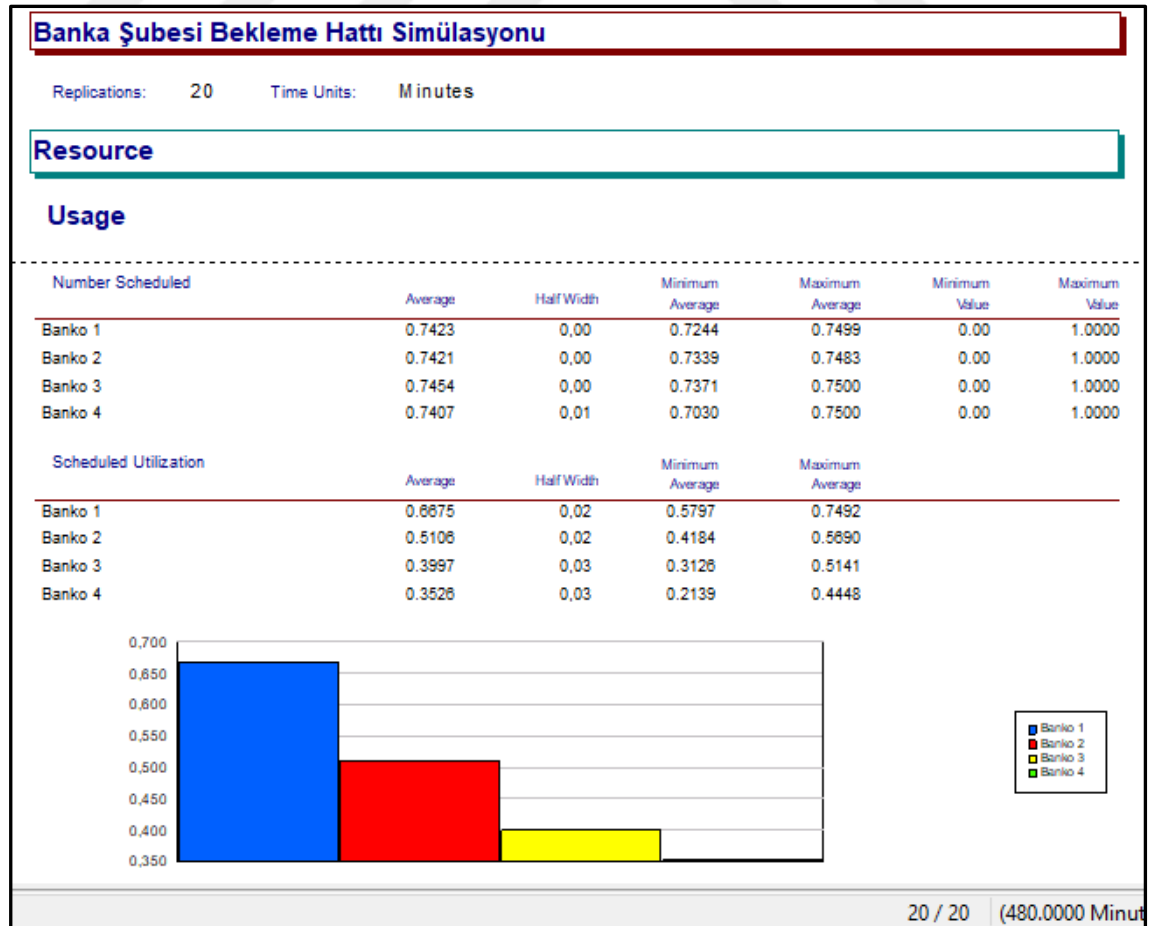 Banka Şubesi Bekleme Hattı Simülasyonu
Replications: 20 Time Units: Minutes
Resource
Usage
Number Scheduled Average Half Width Minimum Average Maximum Average Minimum Value Maximum Value
Banko 1 0.7423 0,00 0.7244 0.7499 0.00 1.0000
Banko 2 0.7421 0,00 0.7339 0.7483 0.00 1.0000
Banko 3 0.7454 0,00 0.7371 0.7500 0.00 1.0000
Banko 4 0.7407 0,01 0.7030 0.7500 0.00 1.0000
Scheduled Utilization Average Half Width Minimum Average Maximum Average
Banko 1 0.6675 0,02 0.5797 0.7492
Banko 2 0.5106 0,02 0.4184 0.5690
Banko 3 0.3997 0,03 0.3126 0.5141
Banko 4 0.3526 0,03 0.2139 0.4448
0,700
0,650
0,600
0,550
0,500
0,450
0,400
0,350
Banko 1
Banko 2
Banko 3
Banko 4
20 / 20 (480.0000 Minut